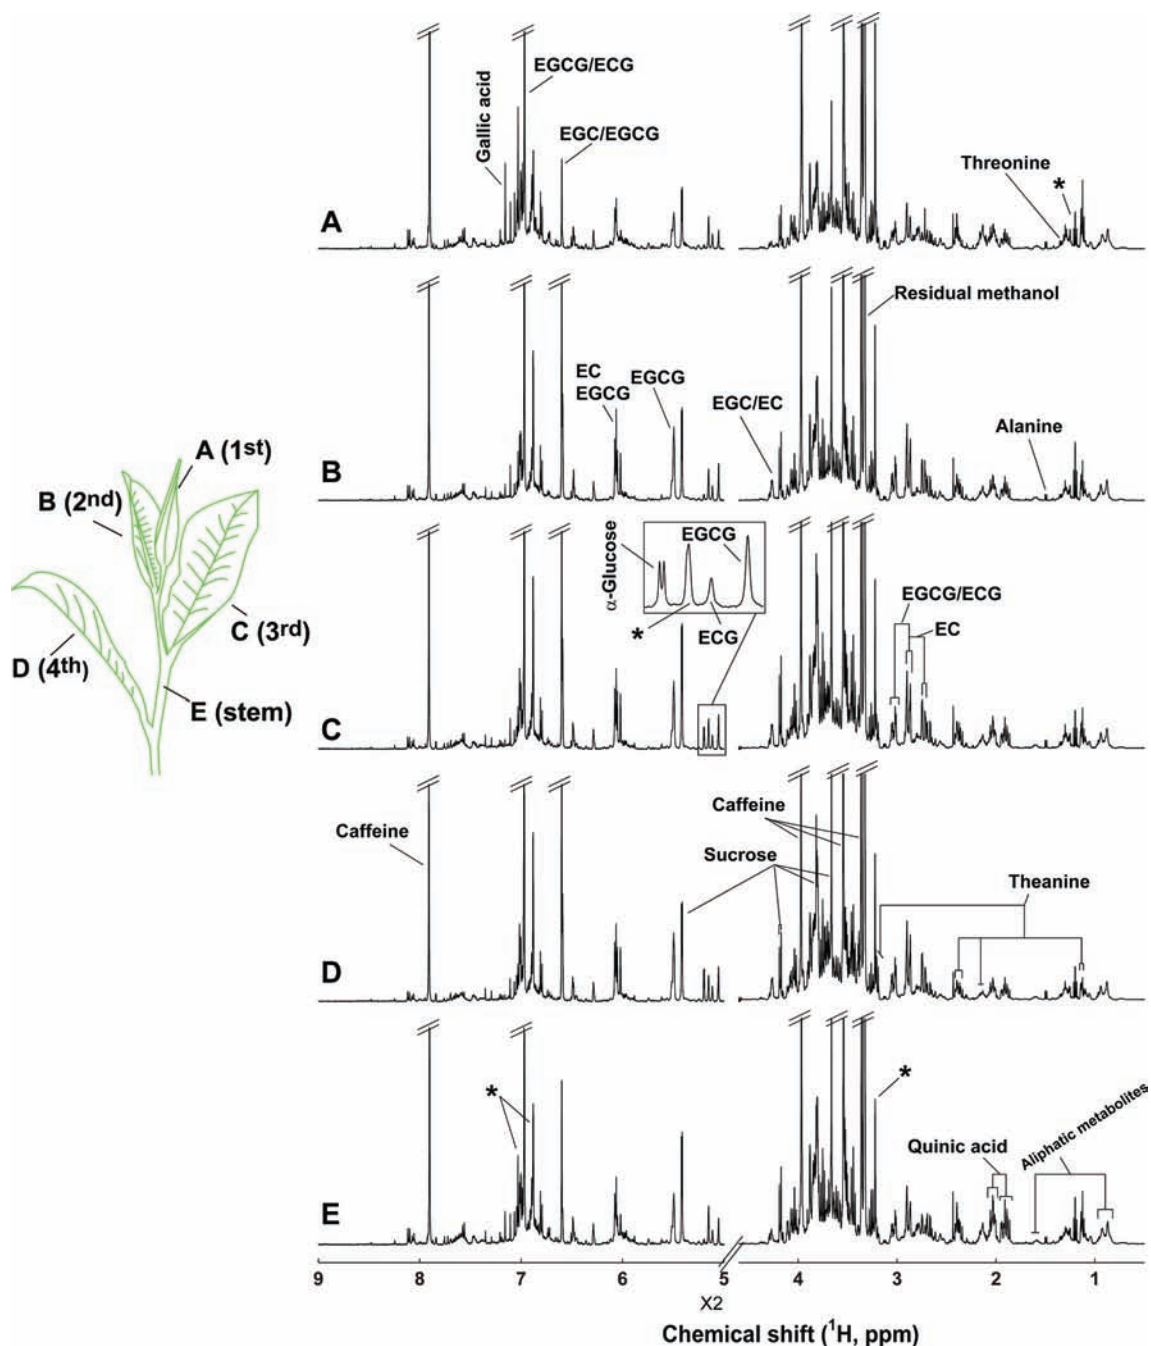 Gallic acid
EGCG/ECG
EGC/EGCG
Threonine
*
A
Residual methanol
EC
EGCG
EGCG
EGC/EC
Alanine
B
A (1st)
B (2nd)
C (3rd)
D (4th)
E (stem)
α-Glucose
EGCG
*
ECG
EGCG/ECG
EC
C
Caffeine
Caffeine
Sucrose
Theanine
D
*
*
Quinic acid
Aliphatic metabolites
E
9 8 7 6 5 4 3 2 1
X2
Chemical shift (¹H, ppm)